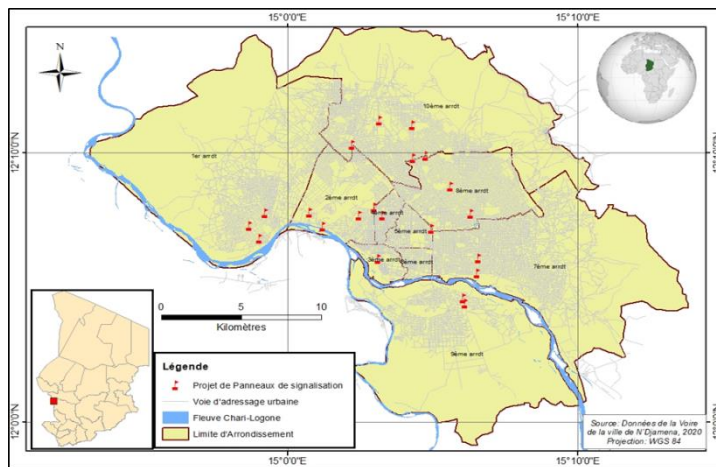 15°0'0"E
15°10'0"E
N
10ème arrdt
12°10'0"N
1er arrdt
8ème arrdt
2ème arrdt
5ème arrdt
7ème arrdt
9ème arrdt
0
5
10
Kilomètres
Légende
Projet de Panneaux de signalisation
Voie d'adressage urbaine
Fleuve Chari-Logone
Limite d'Arrondissement
12°0'0"N
Source: Données de la Voire
de la ville de N'Djamena, 2020
Projection: WGS 84
15°0'0"E
15°10'0"E